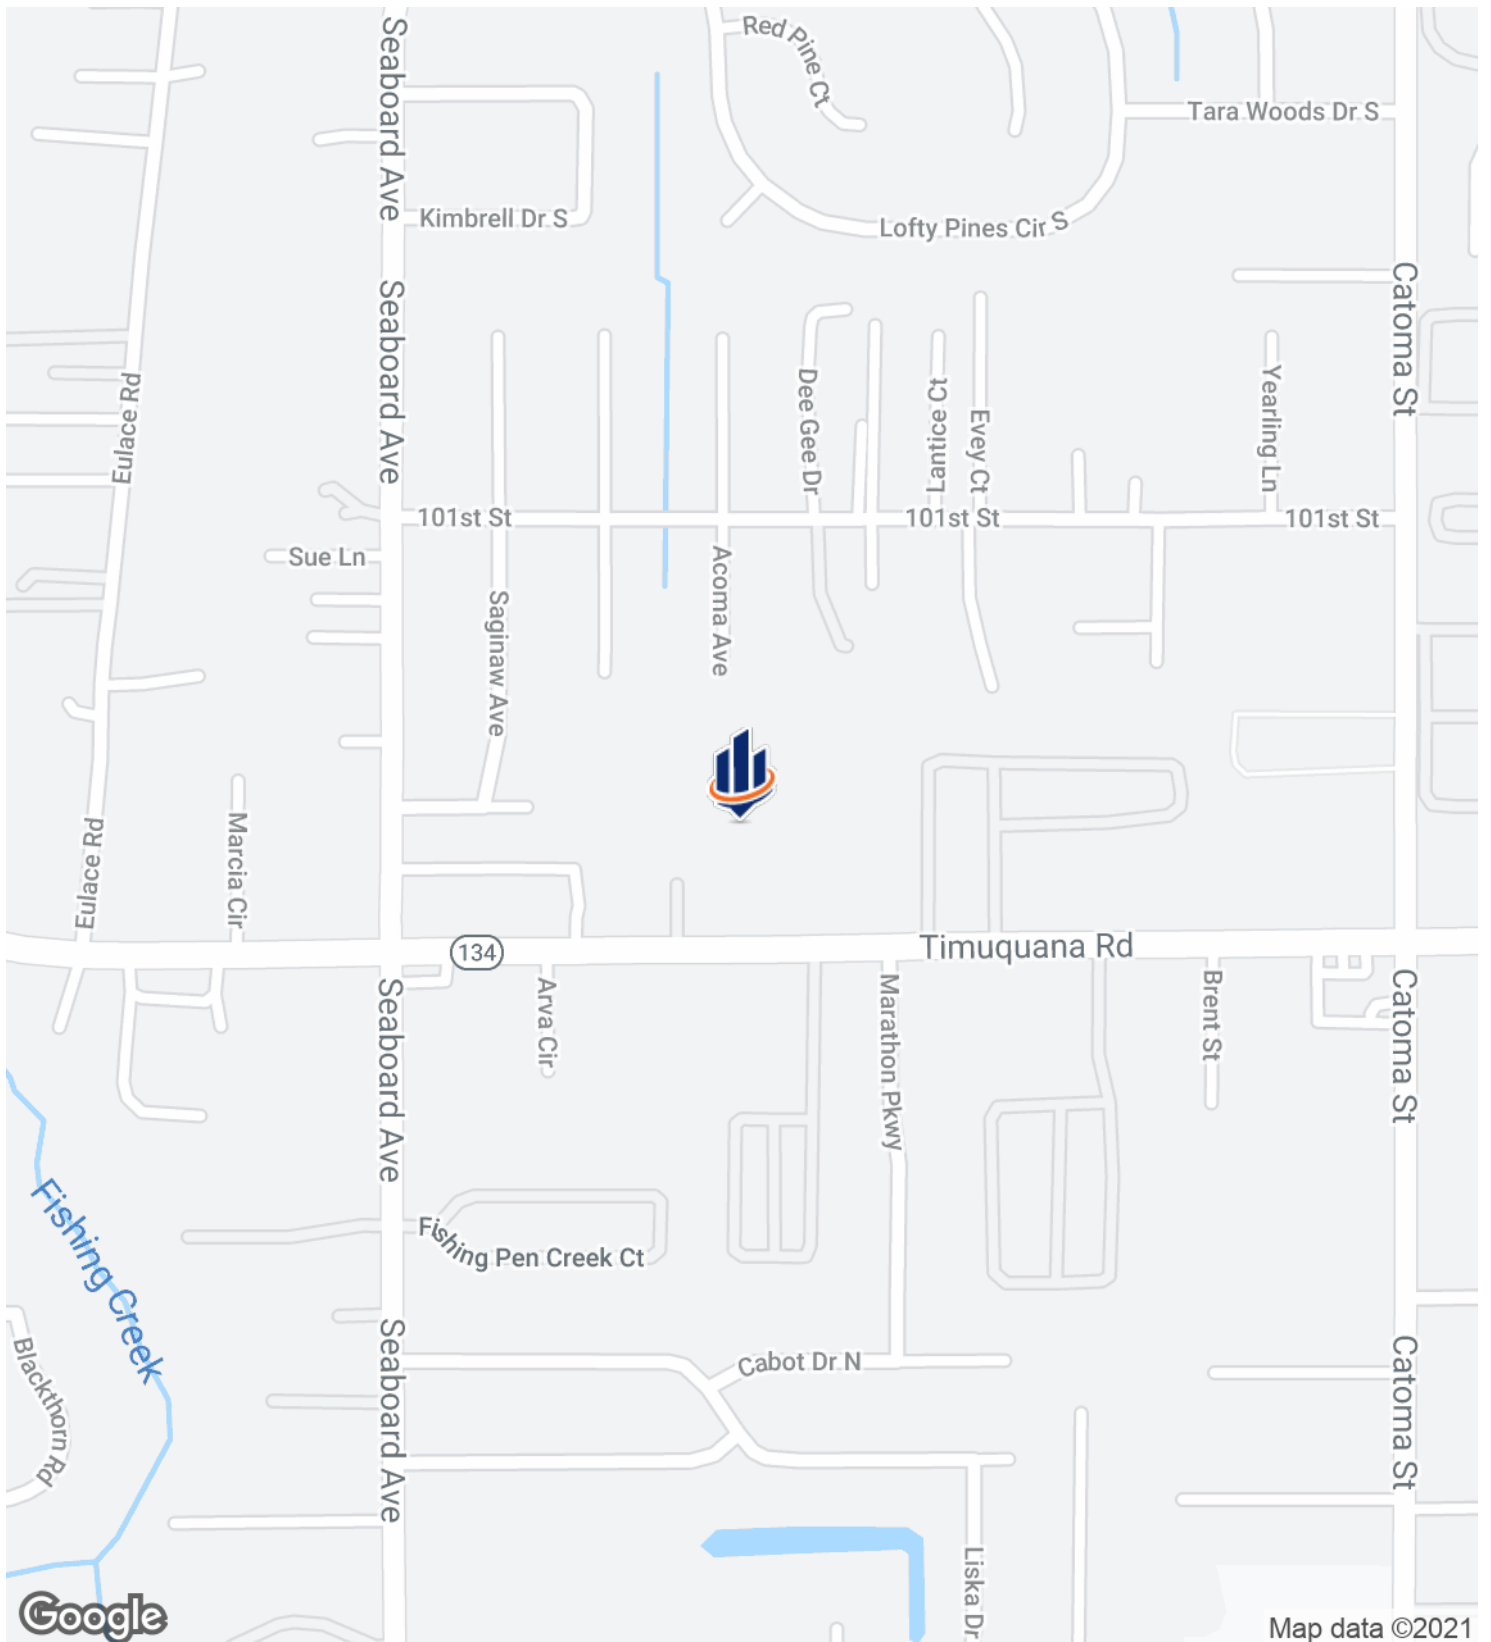 Seaboard Ave
Red Pine Ct
Tara Woods Dr S
Kimbrell Dr S
Lofty Pines Cir S
Seaboard Ave
Catoma St
Eulace Rd
Dee Gee Dr
Lantice Ct
Evey Ct
Yearling Ln
101st St
101st St
101st St
Sue Ln
Acoma Ave
Saginaw Ave
Marcia Cir
Eulace Rd
134
Timuquana Rd
Seaboard Ave
Arva Cir
Marathon Pkwy
Brent St
Catoma St
Fishing Creek
Fishing Pen Creek Ct
Seaboard Ave
Cabot Dr N
Catoma St
Blackthorn Rd
Liska Dr
Google
Map data ©2021